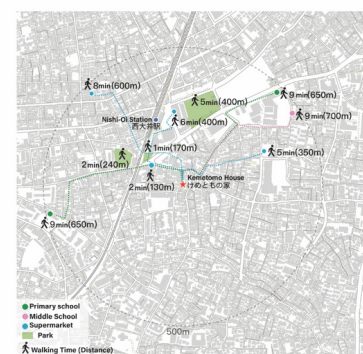 8min(600m)
5min(400m)
9min(650m)
Nishi-Oi Station
西大井駅
6min(400m)
9min(700m)
1min(170m)
5min(350m)
2min(240m)
Kemetomo House
けめともの家
2min(130m)
9min(650m)
500m
Primary school
Middle School
Supermarket
Park
Walking Time (Distance)